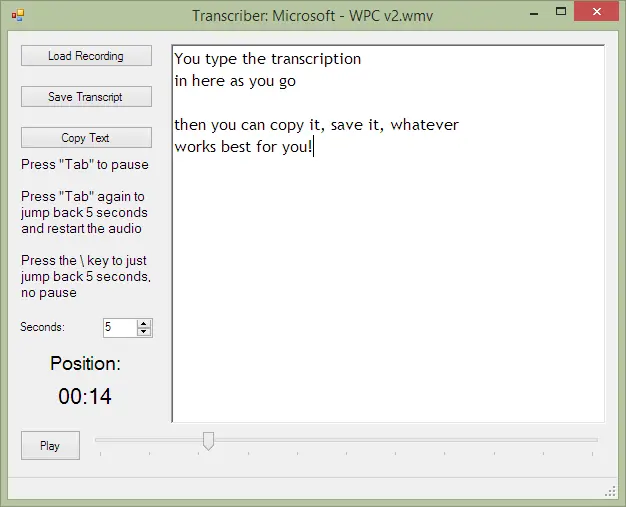 Transcriber: Microsoft - WPC v2.wmv
Load Recording
Save Transcript
Copy Text
Press "Tab" to pause
Press "Tab" again to
jump back 5 seconds
and restart the audio
Press the \ key to just
jump back 5 seconds,
no pause
Seconds: 5
Position:
00:14
Play
You type the transcription
in here as you go
then you can copy it, save it, whatever
works best for you!